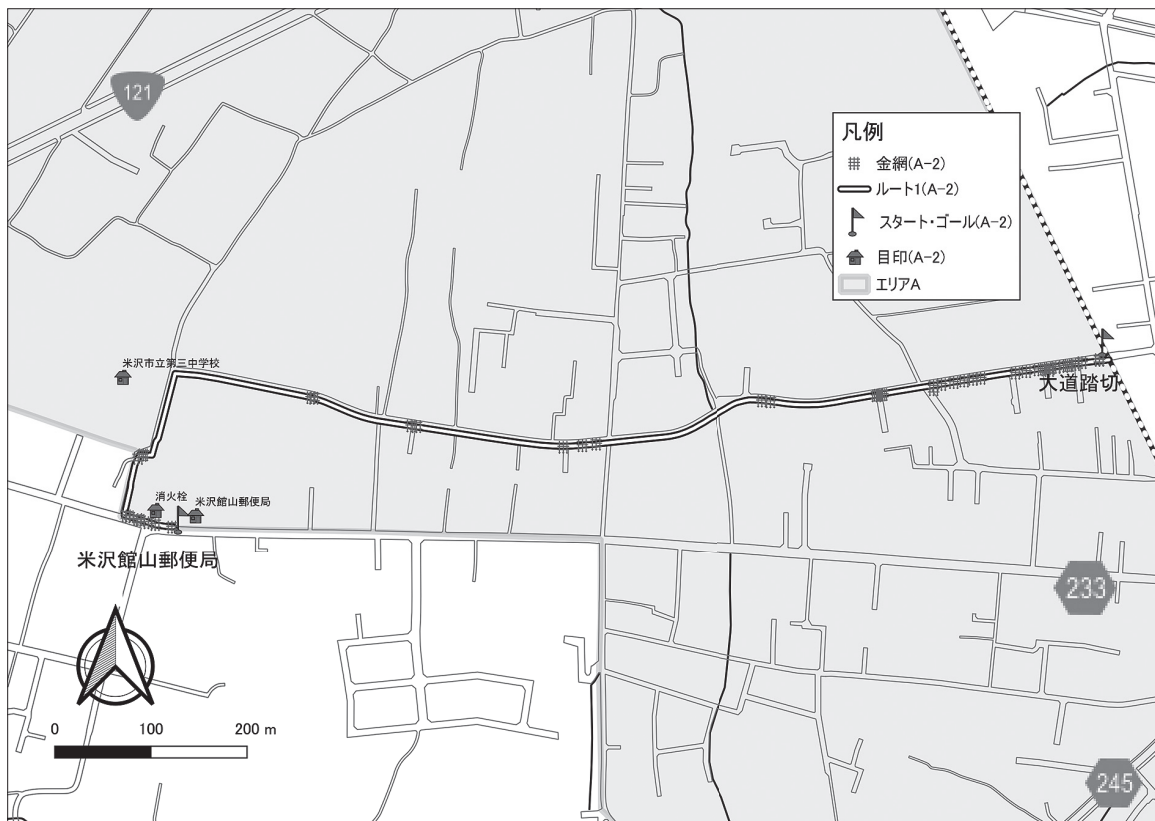 121
凡例
金網(A-2)
ルート1(A-2)
スタート・ゴール(A-2)
目印(A-2)
エリアA
米沢市立第三中学校
大道踏切
消火栓
米沢館山郵便局
米沢館山郵便局
233
0 100 200 m
245